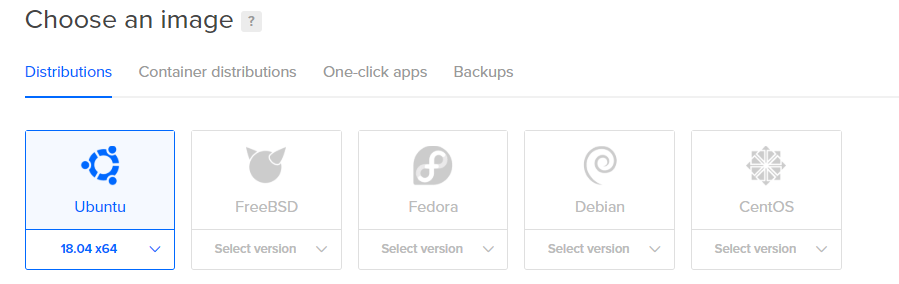 Choose an image ?
Distributions Container distributions One-click apps Backups
Ubuntu FreeBSD Fedora Debian CentOS
18.04 x64 Select version Select version Select version Select version